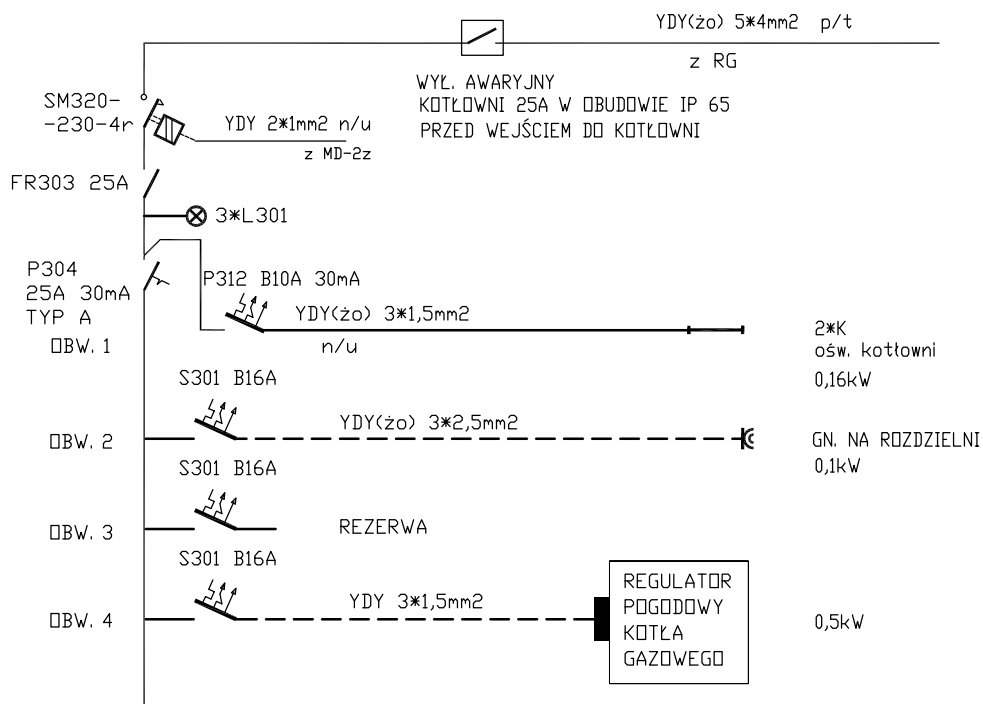 YDY(żo) 5*4mm2 p/t
z RG
WYŁ. AWARYJNY
KOTŁOWNI 25A W OBUDOWIE IP 65
PRZED WEJŚCIEM DO KOTŁOWNI
SM320-
-230-4r
YDY 2*1mm2 n/u
z MD-2z
FR303 25A
3*L301
P304
25A 30mA
TYP A
P312 B10A 30mA
YDY(żo) 3*1,5mm2
n/u
OBW. 1
2*K
ośw. kotłowni
0,16kW
S301 B16A
YDY(żo) 3*2,5mm2
OBW. 2
GN. NA ROZDZIELNI
0,1kW
S301 B16A
OBW. 3
REZERWA
S301 B16A
OBW. 4
YDY 3*1,5mm2
REGULATOR
POGODOWY
KOTŁA
GAZOWEGO
0,5kW